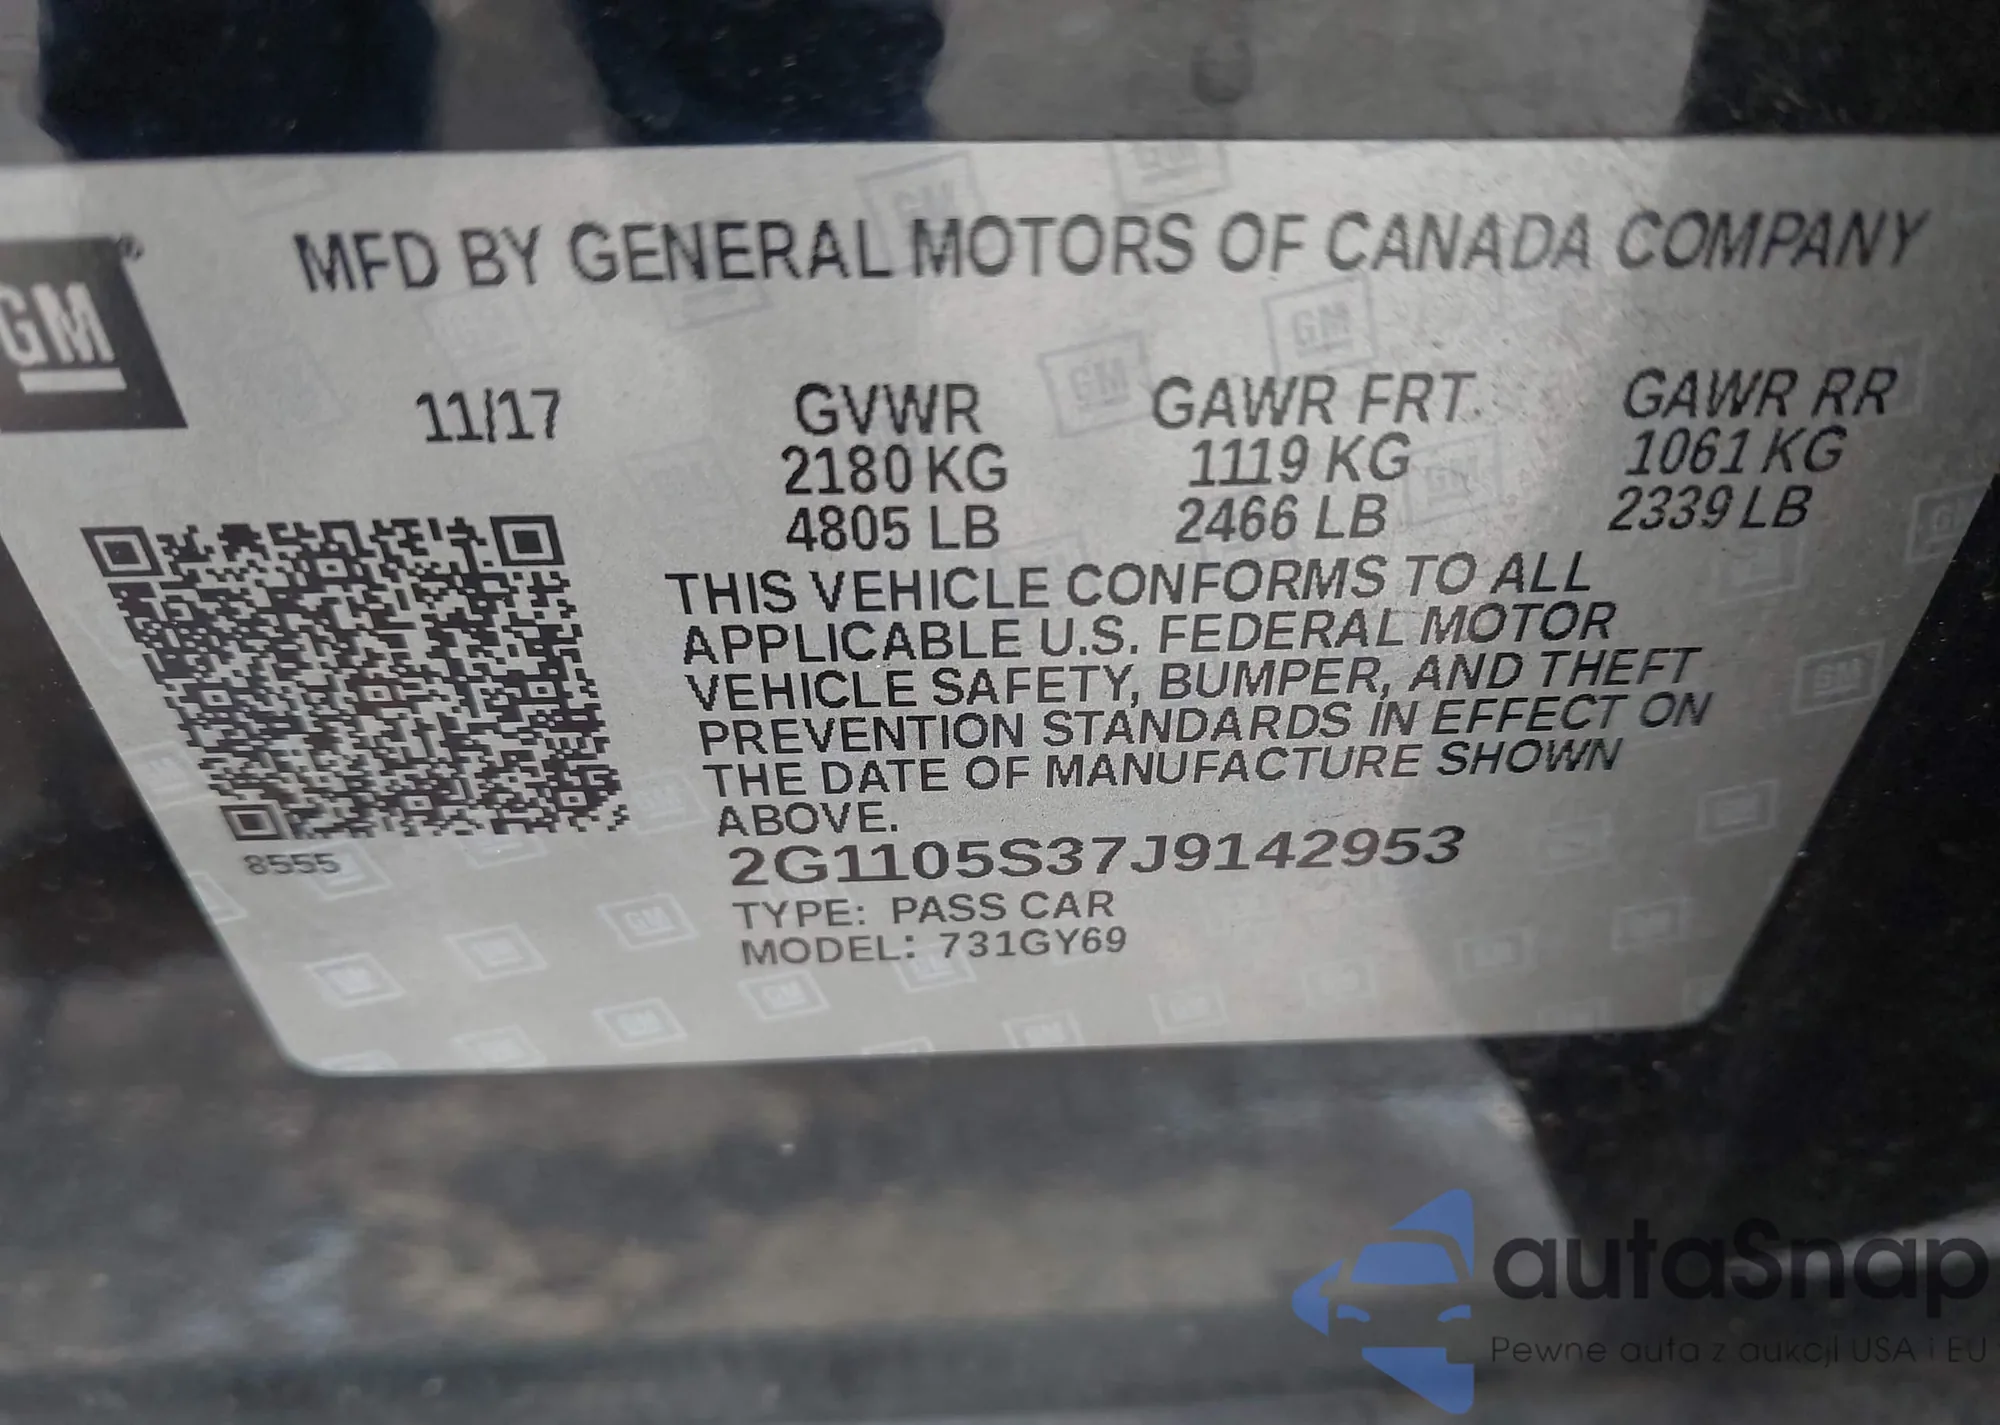 MFD BY GENERAL MOTORS OF CANADA COMPANY
GM
11/17 GVWR GAWR FRT. GAWR RR
2180 KG 1119 KG 1061 KG
4805 LB 2466 LB 2339 LB
THIS VEHICLE CONFORMS TO ALL
APPLICABLE U.S. FEDERAL MOTOR
VEHICLE SAFETY, BUMPER, AND THEFT
PREVENTION STANDARDS IN EFFECT ON
THE DATE OF MANUFACTURE SHOWN
ABOVE.
8555
2G1105S37J9142953
TYPE: PASS CAR
MODEL: 731GY69
autaSnap
Pewne auta z aukcji USA i EU